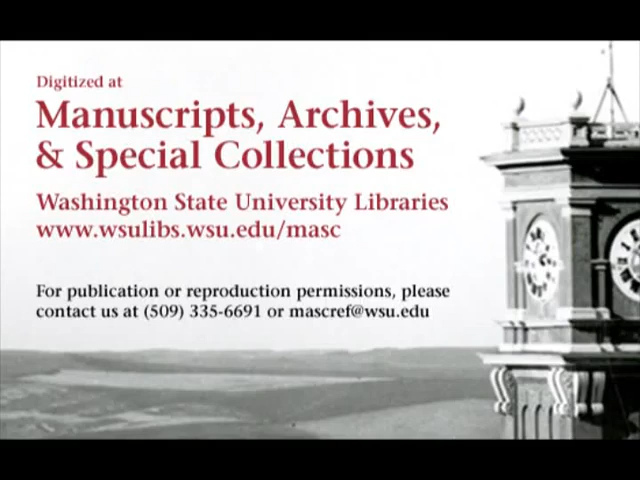 Digitized at
Manuscripts, Archives,
& Special Collections
Washington State University Libraries
www.wsulibs.wsu.edu/masc
For publication or reproduction permissions, please
contact us at (509) 335-6691 or mascref@wsu.edu